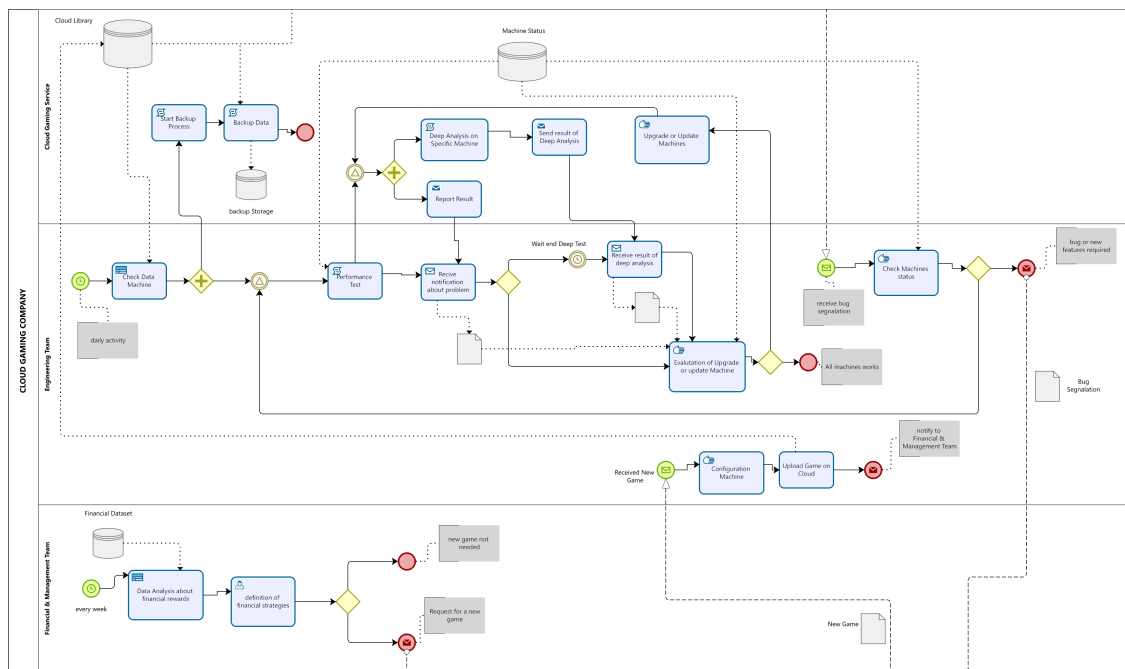 CLOUD GAMING COMPANY
Cloud Gaming Service
Cloud Library
Machine Status
Start Backup
Process
Backup Data
backup Storage
Deep Analysis on
Specific Machine
Send result of
Deep Analysis
Upgrade or Update
Machines
Report Result
Engineering Team
Check Data
Machine
daily activity
Performance
Test
Recive
notification
about problem
Wait end Deep Test
Receive result of
deep analysis
Evalutation of Upgrade
or update Machine
All machines works
receive bug
segnalation
Check Machines
status
bug or new
features required
Bug
Segnalation
Received New
Game
Configuration
Machine
Upload Game on
Cloud
notify to
Financial &
Management Team
Financial & Management Team
Financial Dataset
every week
Data Analysis about
financial rewards
definition of
financial strategies
new game not
needed
Request for a new
game
New Game